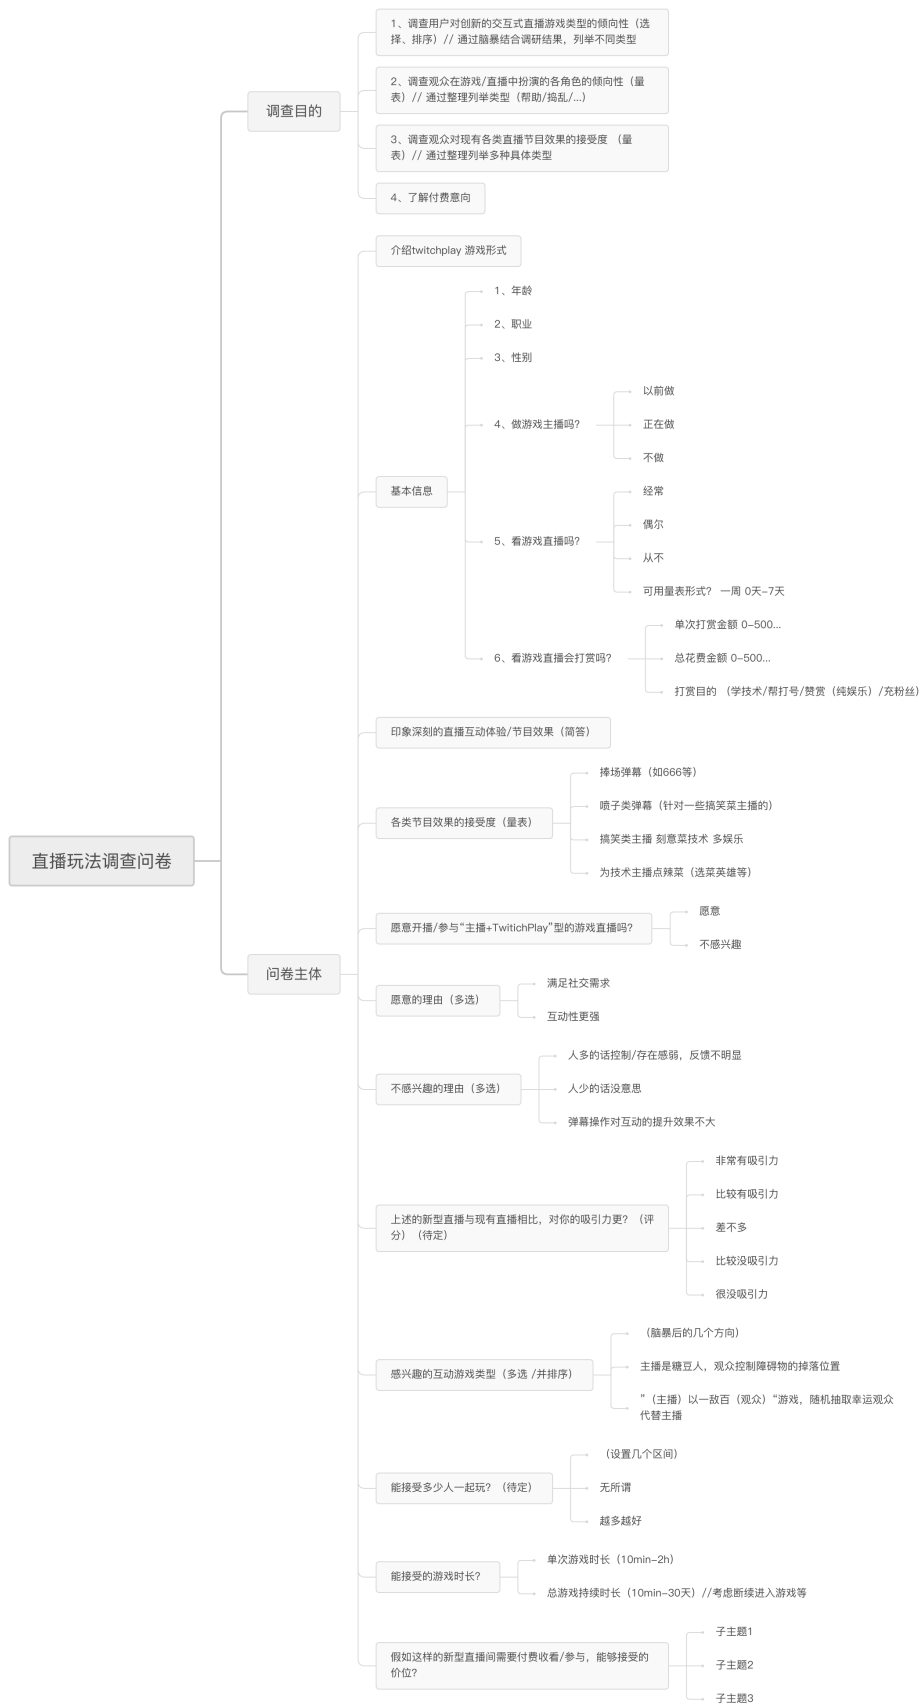 直播玩法调查问卷
调查目的
1、调查用户对创新的交互式直播游戏类型的倾向性（选
择、排序）// 通过脑暴结合调研结果，列举不同类型
2、调查观众在游戏/直播中扮演的各角色的倾向性（量
表）// 通过整理列举类型（帮助/捣乱/...）
3、调查观众对现有各类直播节目效果的接受度 （量
表）// 通过整理列举多种具体类型
4、了解付费意向
问卷主体
介绍twitchplay 游戏形式
基本信息
1、年龄
2、职业
3、性别
4、做游戏主播吗？
以前做
正在做
不做
5、看游戏直播吗？
经常
偶尔
从不
可用量表形式？ 一周 0天-7天
6、看游戏直播会打赏吗？
单次打赏金额 0-500...
总花费金额 0-500...
打赏目的 （学技术/帮打号/赞赏（纯娱乐）/充粉丝）
印象深刻的直播互动体验/节目效果（简答）
各类节目效果的接受度（量表）
捧场弹幕（如666等）
喷子类弹幕（针对一些搞笑菜主播的）
搞笑类主播 刻意菜技术 多娱乐
为技术主播点辣菜（选菜英雄等）
愿意开播/参与“主播+TwitichPlay”型的游戏直播吗？
愿意
不感兴趣
愿意的理由（多选）
满足社交需求
互动性更强
不感兴趣的理由（多选）
人多的话控制/存在感弱，反馈不明显
人少的话没意思
弹幕操作对互动的提升效果不大
上述的新型直播与现有直播相比，对你的吸引力更？（评
分）（待定）
非常有吸引力
比较有吸引力
差不多
比较没吸引力
很没吸引力
感兴趣的互动游戏类型（多选 /并排序）
（脑暴后的几个方向）
主播是糖豆人，观众控制障碍物的掉落位置
”（主播）以一敌百（观众）“游戏，随机抽取幸运观众
代替主播
能接受多少人一起玩？（待定）
（设置几个区间）
无所谓
越多越好
能接受的游戏时长？
单次游戏时长（10min-2h）
总游戏持续时长（10min-30天）//考虑断续进入游戏等
假如这样的新型直播间需要付费收看/参与，能够接受的
价位？
子主题1
子主题2
子主题3